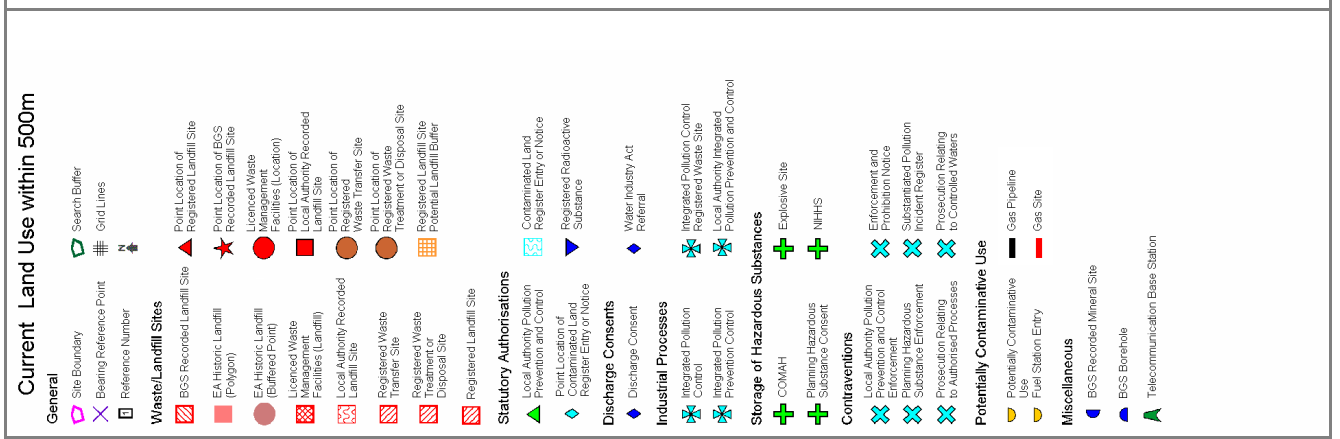 Current Land Use within 500m
General
Site Boundary
Search Buffer
Bearing Reference Point
Grid Lines
Reference Number
N
Waste/Landfill Sites
BGS Recorded Landfill Site
Point Location of
Registered Landfill Site
EA Historic Landfill
(Polygon)
Point Location of BGS
Recorded Landfill Site
EA Historic Landfill
(Buffered Point)
Licenced Waste
Management
Facilities (Location)
Licenced Waste
Management
Facilities (Landfill)
Point Location of
Local Authority Recorded
Landfill Site
Local Authority Recorded
Landfill Site
Point Location of
Registered
Waste Transfer Site
Registered Waste
Transfer Site
Point Location of
Registered Waste
Treatment or Disposal Site
Registered Waste
Treatment or
Disposal Site
Registered Landfill Site
Potential Landfill Buffer
Registered Landfill Site
Statutory Authorisations
Local Authority Pollution
Prevention and Control
Contaminated Land
Register Entry or Notice
Point Location of
Contaminated Land
Register Entry or Notice
Registered Radioactive
Substance
Discharge Consents
Discharge Consent
Water Industry Act
Referral
Industrial Processes
Integrated Pollution
Control
Integrated Pollution Control
Registered Waste Site
Integrated Pollution
Prevention Control
Local Authority Integrated
Pollution Prevention and Control
Storage of Hazardous Substances
COMAH
Explosive Site
Planning Hazardous
Substance Consent
NIHHS
Contraventions
Local Authority Pollution
Prevention and Control
Enforcement
Enforcement and
Prohibition Notice
Planning Hazardous
Substance Enforcement
Substantiated Pollution
Incident Register
Prosecution Relating
to Authorised Processes
Prosecution Relating
to Controlled Waters
Potentially Contaminative Use
Potentially Contaminative
Use
Gas Pipeline
Fuel Station Entry
Gas Site
Miscellaneous
BGS Recorded Mineral Site
BGS Borehole
Telecommunication Base Station